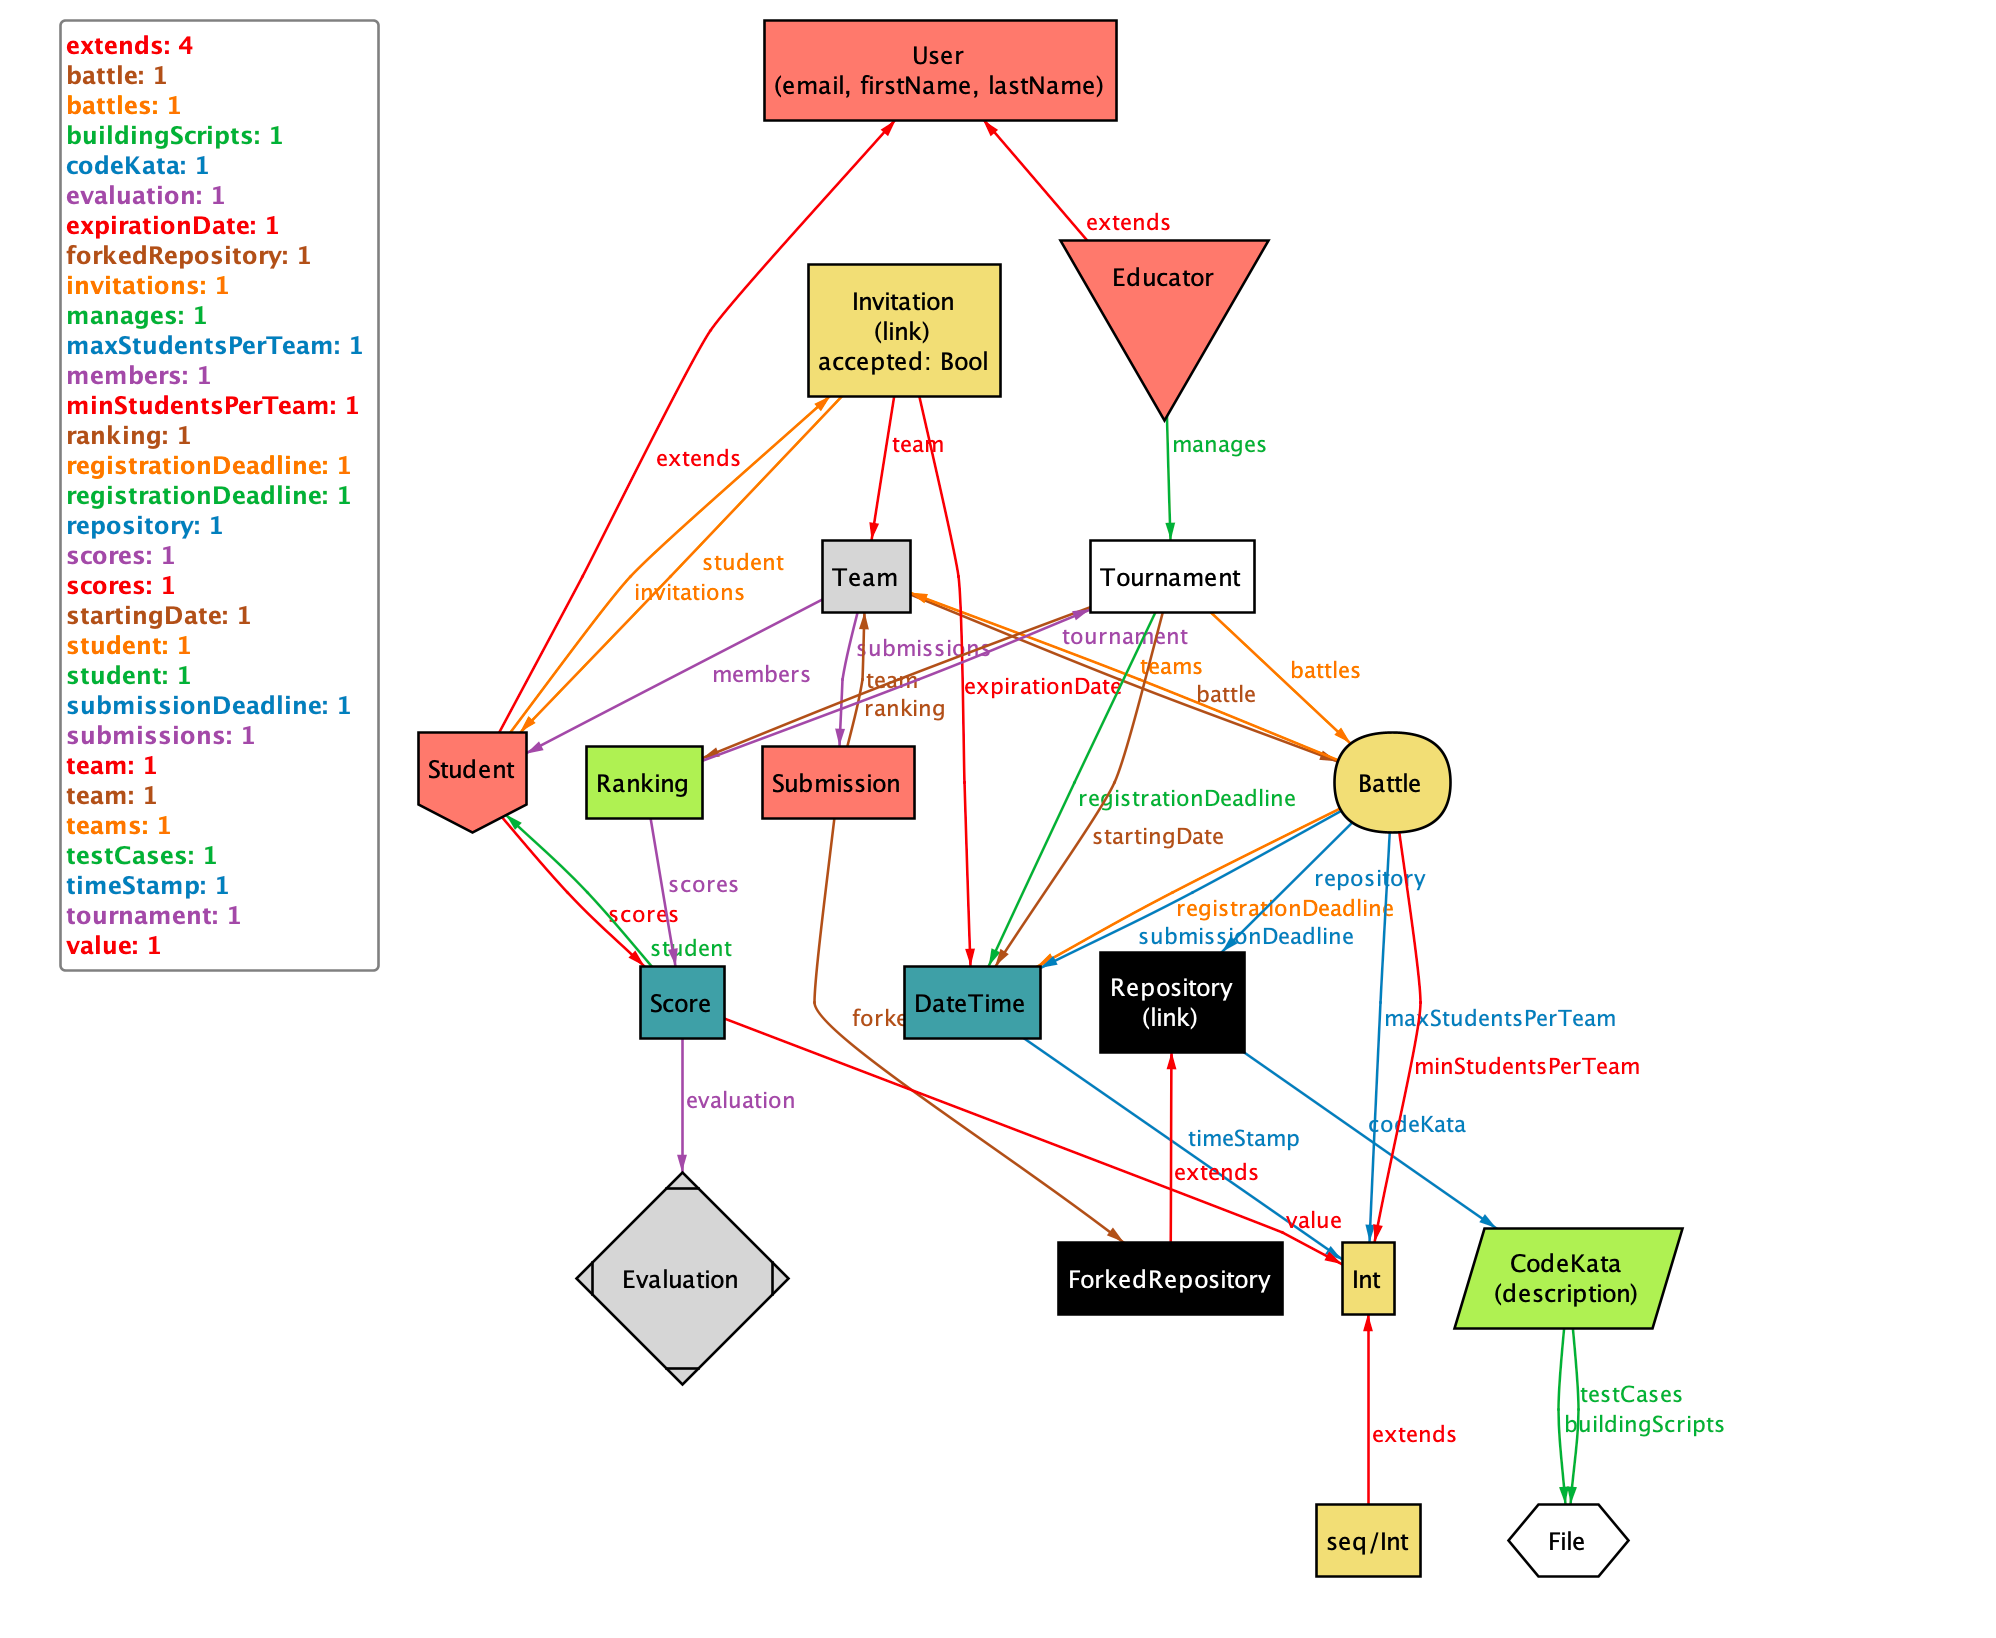 extends: 4
battle: 1
battles: 1
buildingScripts: 1
codeKata: 1
evaluation: 1
expirationDate: 1
forkedRepository: 1
invitations: 1
manages: 1
maxStudentsPerTeam: 1
members: 1
minStudentsPerTeam: 1
ranking: 1
registrationDeadline: 1
registrationDeadline: 1
repository: 1
scores: 1
scores: 1
startingDate: 1
student: 1
student: 1
submissionDeadline: 1
submissions: 1
team: 1
team: 1
teams: 1
testCases: 1
timeStamp: 1
tournament: 1
value: 1
User
(email, firstName, lastName)
extends
Educator
Invitation
(link)
accepted: Bool
team
manages
extends
student
invitations
Team
Tournament
submissions
tournament
members
team
ranking
expirationDate
teams
battle
battles
Student
Ranking
Submission
Battle
registrationDeadline
startingDate
scores
repository
scores
registrationDeadline
student
submissionDeadline
Score
DateTime
Repository
(link)
maxStudentsPerTeam
minStudentsPerTeam
evaluation
timeStamp
codeKata
extends
value
Evaluation
ForkedRepository
Int
CodeKata
(description)
testCases
buildingScripts
extends
seq/Int
File